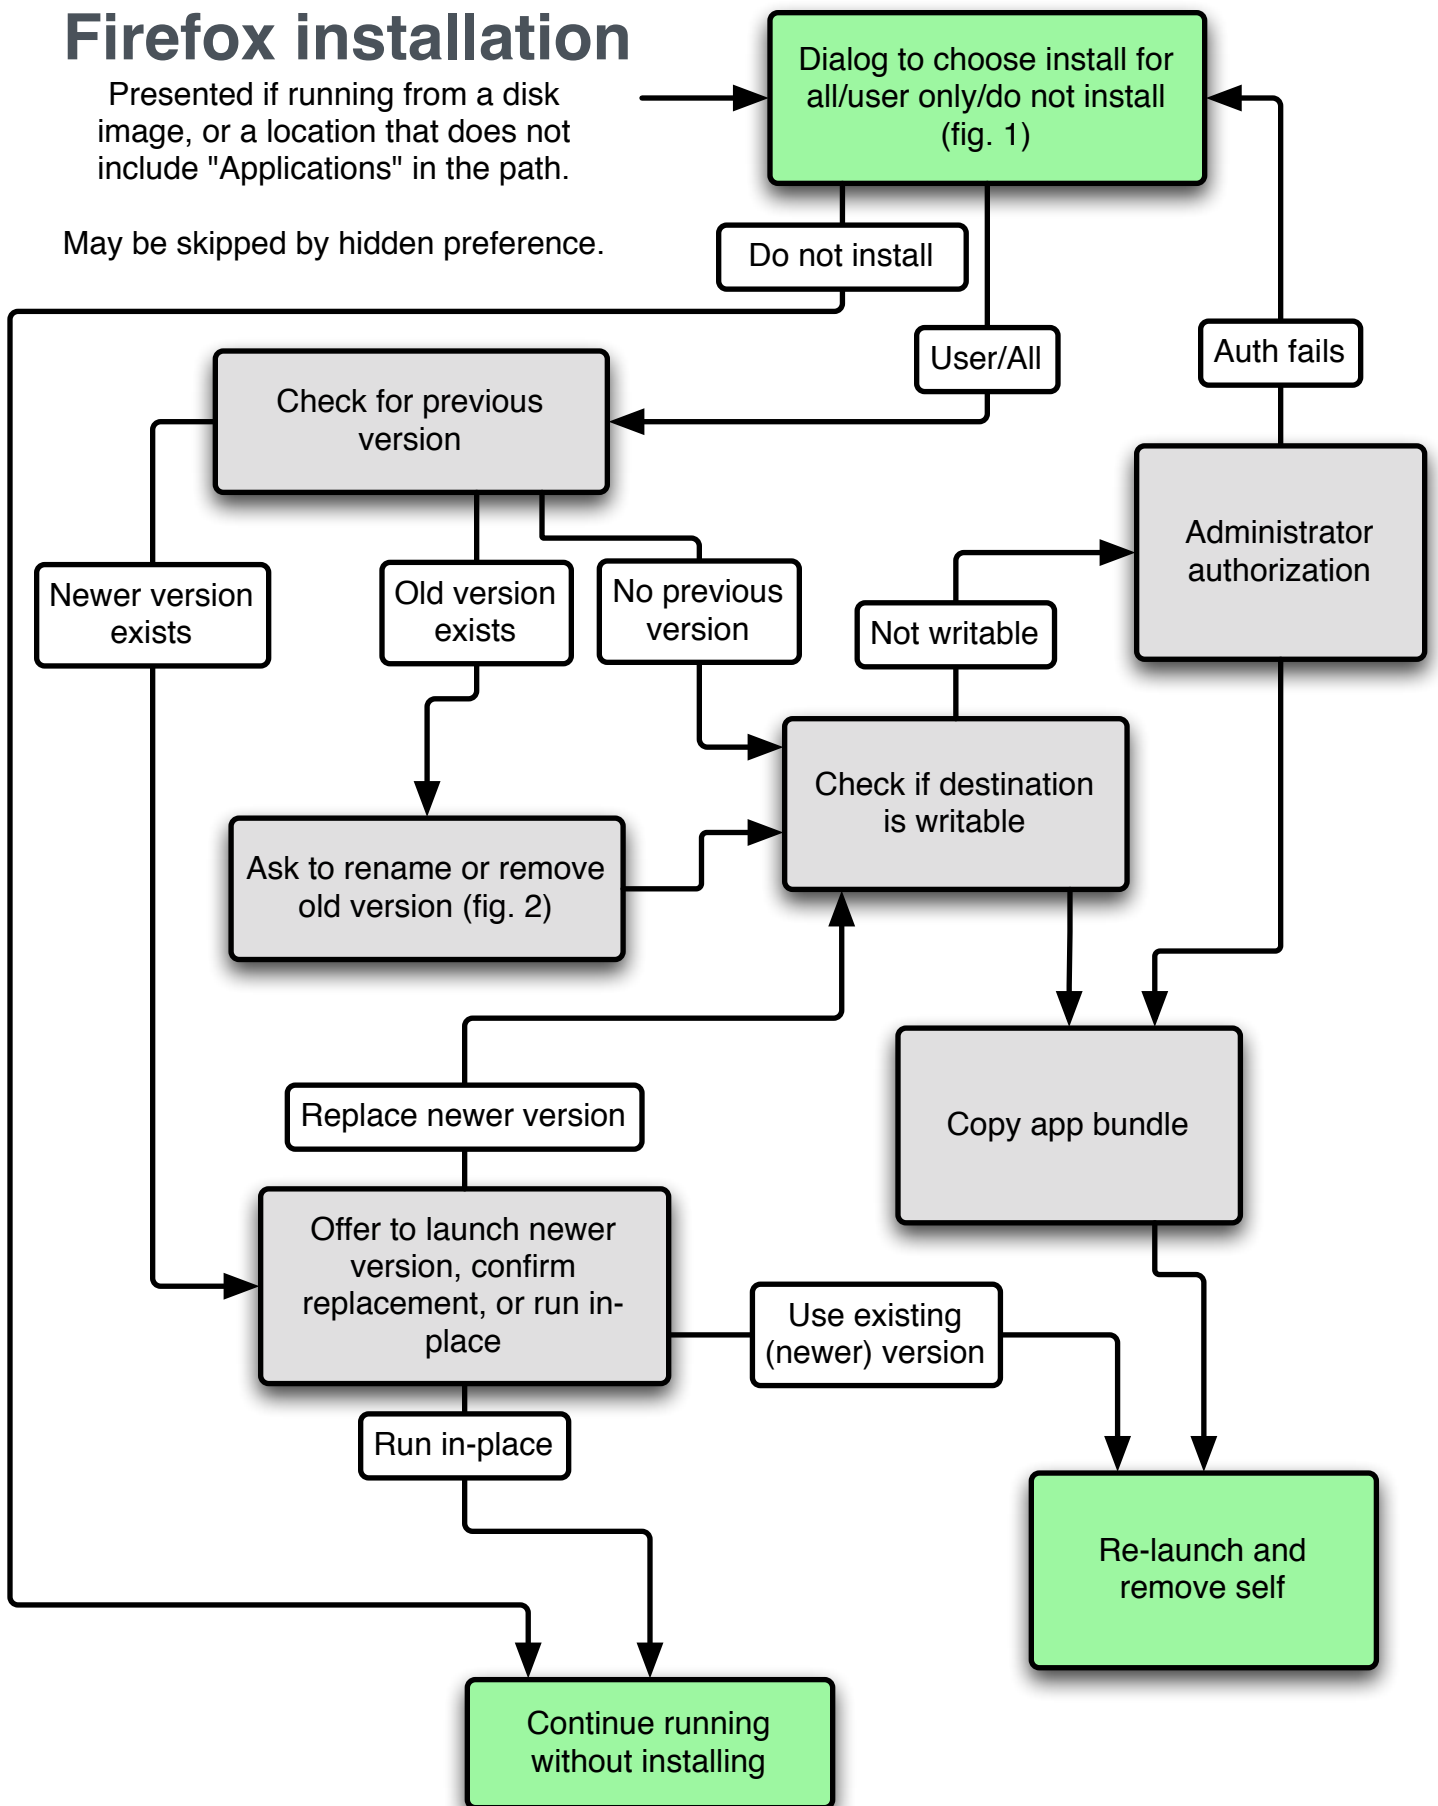 Firefox installation
Presented if running from a disk
image, or a location that does not
include "Applications" in the path.
May be skipped by hidden preference.
Dialog to choose install for
all/user only/do not install
(fig. 1)
Do not install
User/All
Auth fails
Check for previous
version
Administrator
authorization
Newer version
exists
Old version
exists
No previous
version
Not writable
Check if destination
is writable
Ask to rename or remove
old version (fig. 2)
Replace newer version
Copy app bundle
Offer to launch newer
version, confirm
replacement, or run in-
place
Use existing
(newer) version
Run in-place
Re-launch and
remove self
Continue running
without installing